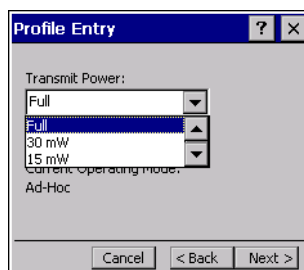 Profile Entry ? ×
Transmit Power:
Full
Full
30 mW
15 mW
Current Operating Mode:
Ad-Hoc
Cancel < Back Next >